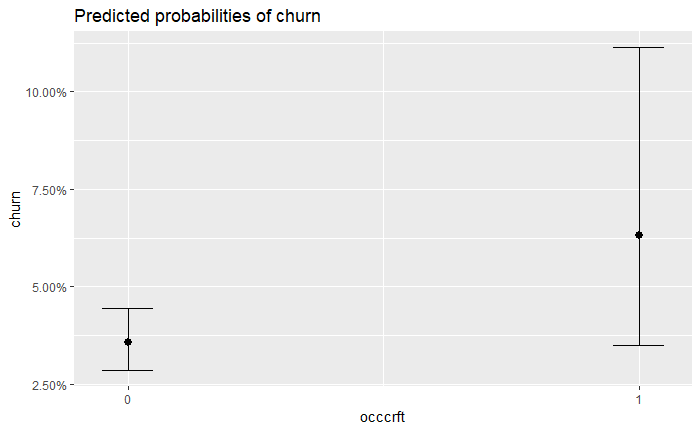 Predicted probabilities of churn
10.00%
7.50%
5.00%
2.50%
churn
0
1
occcrft